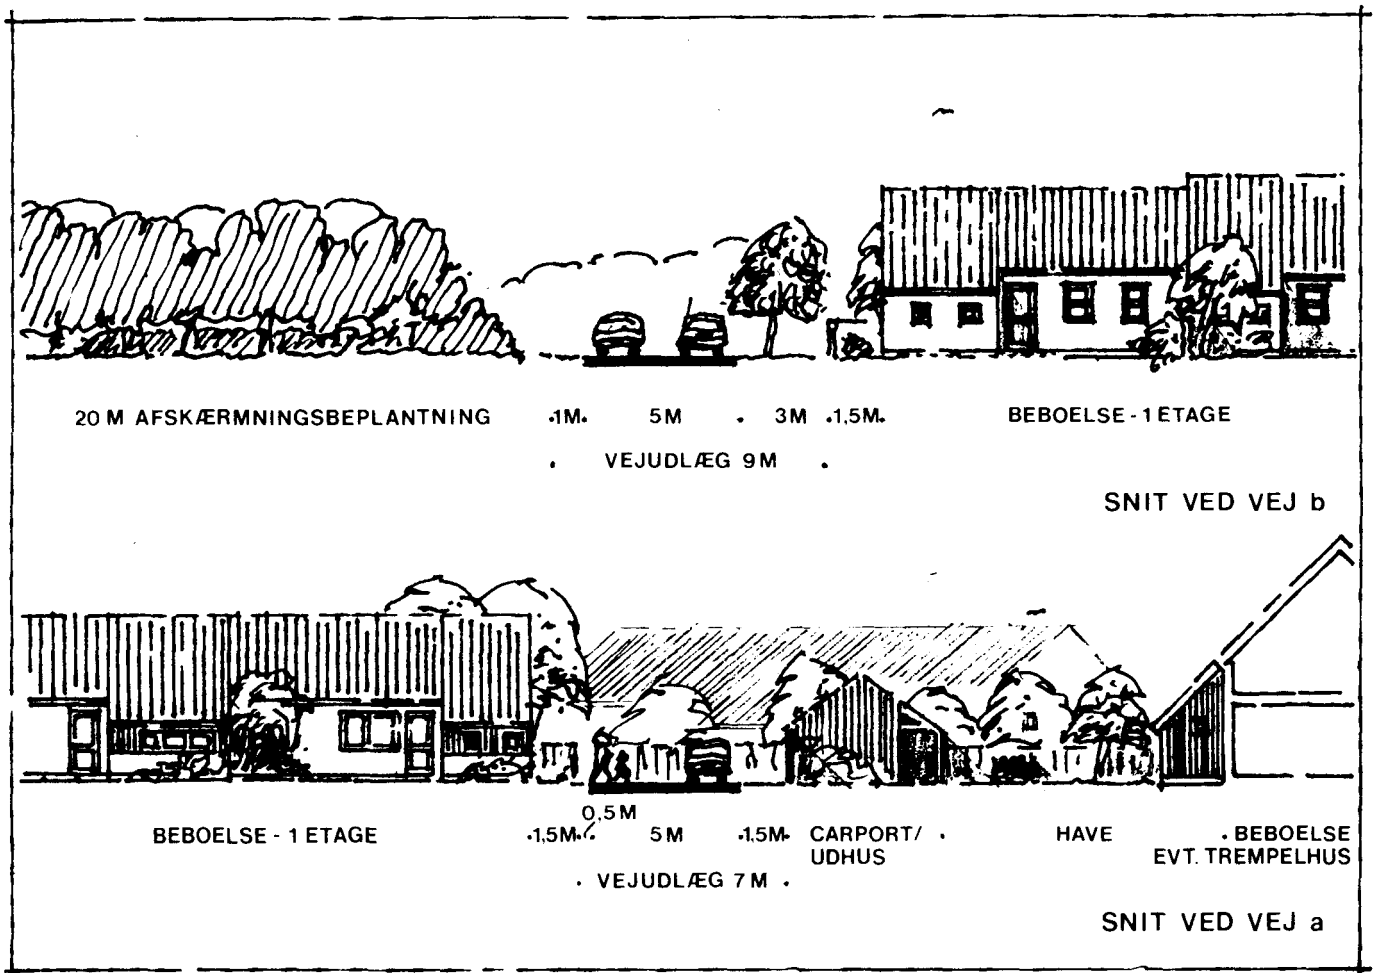 20 M AFSKÆRMNINGSBEPLANTNING .1M. 5M . 3M .1,5M. BEBOELSE - 1 ETAGE
. VEJUDLÆG 9M .
SNIT VED VEJ b
0,5M
BEBOELSE - 1 ETAGE .1,5M. 5M .1,5M. CARPORT/ . HAVE . BEBOELSE
UDHUS EVT. TREMPELHUS
. VEJUDLÆG 7M .
SNIT VED VEJ a